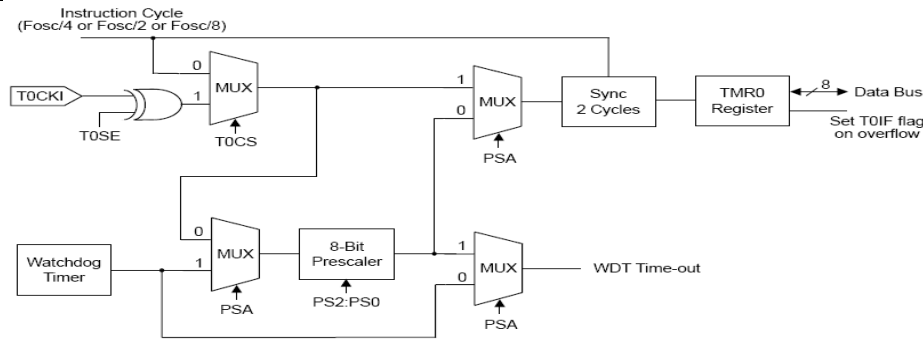 Instruction Cycle
(Fosc/4 or Fosc/2 or Fosc/8)
0
MUX
T0CKI
1
T0SE
T0CS
1
MUX
0
PSA
Sync
2 Cycles
TMR0
Register
8
Data Bus
Set T0IF flag
on overflow
0
MUX
1
PSA
Watchdog
Timer
8-Bit
Prescaler
PS2:PS0
1
MUX
0
PSA
WDT Time-out